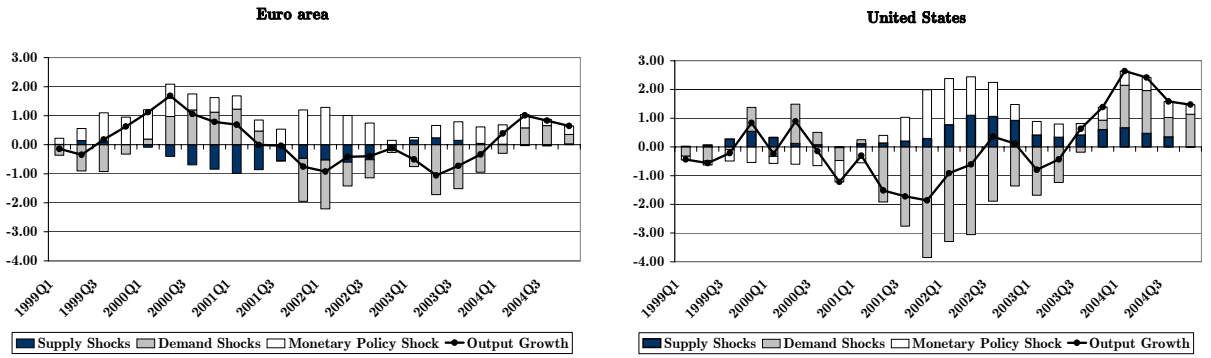 Euro area
3.00
2.00
1.00
0.00
-1.00
-2.00
-3.00
-4.00
1999Q1
1999Q3
2000Q1
2000Q3
2001Q1
2001Q3
2002Q1
2002Q3
2003Q1
2003Q3
2004Q1
2004Q3
Supply Shocks Demand Shocks Monetary Policy Shock Output Growth
United States
3.00
2.00
1.00
0.00
-1.00
-2.00
-3.00
-4.00
1999Q1
1999Q3
2000Q1
2000Q3
2001Q1
2001Q3
2002Q1
2002Q3
2003Q1
2003Q3
2004Q1
2004Q3
Supply Shocks Demand Shocks Monetary Policy Shock Output Growth